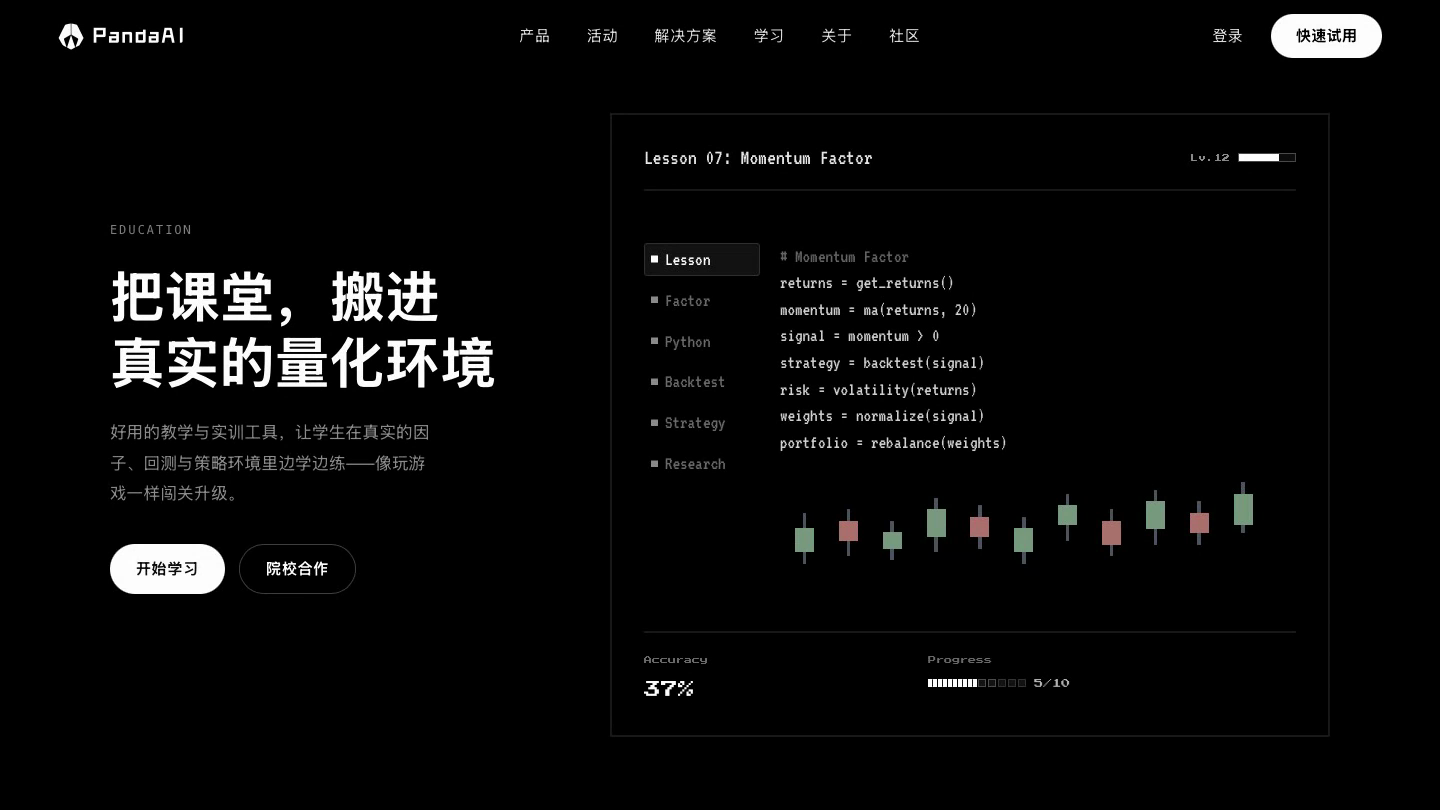 PandaAI
产品 活动 解决方案 学习 关于 社区
登录 快速试用
EDUCATION
把课堂，搬进
真实的量化环境
好用的教学与实训工具，让学生在真实的因
子、回测与策略环境里边学边练——像玩游
戏一样闯关升级。
开始学习 院校合作
Lesson 07: Momentum Factor
Lv.12
Lesson
Factor
Python
Backtest
Strategy
Research
# Momentum Factor
returns = get_returns()
momentum = ma(returns, 20)
signal = momentum > 0
strategy = backtest(signal)
risk = volatility(returns)
weights = normalize(signal)
portfolio = rebalance(weights)
Accuracy
37%
Progress
5/10